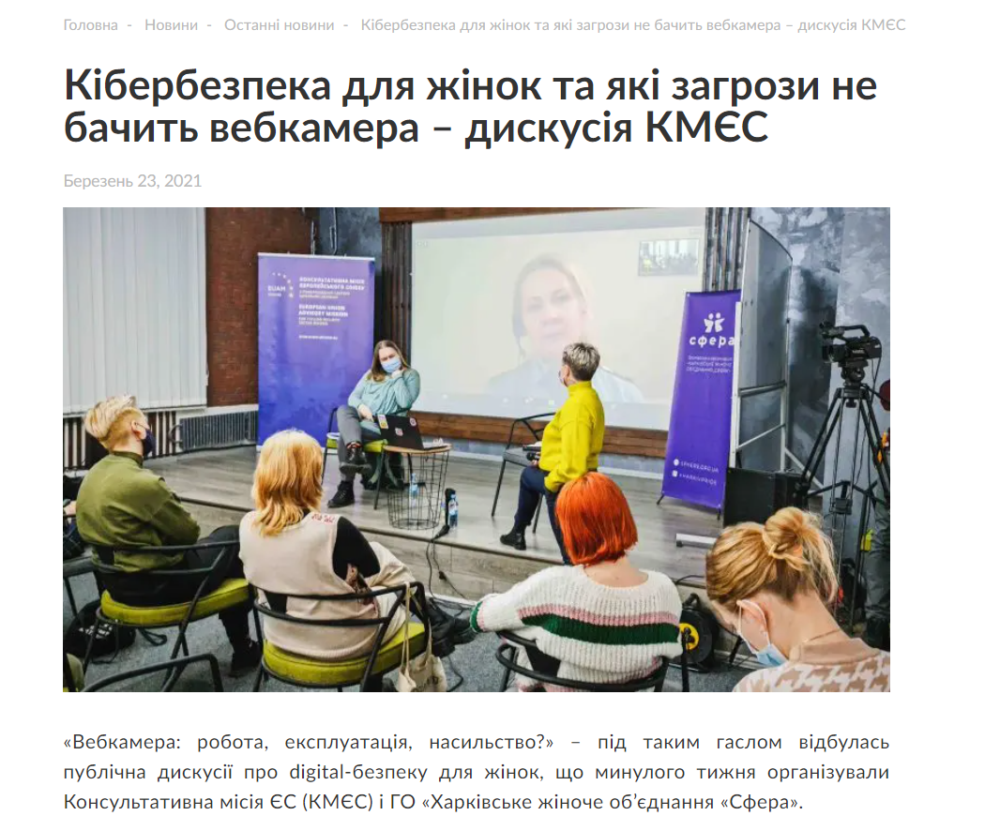 Головна - Новини - Останні новини - Кібербезпека для жінок та які загрози не бачить вебкамера – дискусія КМЄС
Кібербезпека для жінок та які загрози не
бачить вебкамера – дискусія КМЄС
Березень 23, 2021
EUAM
КОНСУЛЬТАТИВНА МІСІЯ
ЄВРОПЕЙСЬКОГО СОЮЗУ
EUROPEAN UNION
ADVISORY MISSION
сфера
«Вебкамера: робота, експлуатація, насильство?» – під таким гаслом відбулась
публічна дискусії про digital-безпеку для жінок, що минулого тижня організували
Консультативна місія ЄС (КМЄС) і ГО «Харківське жіноче об’єднання «Сфера».